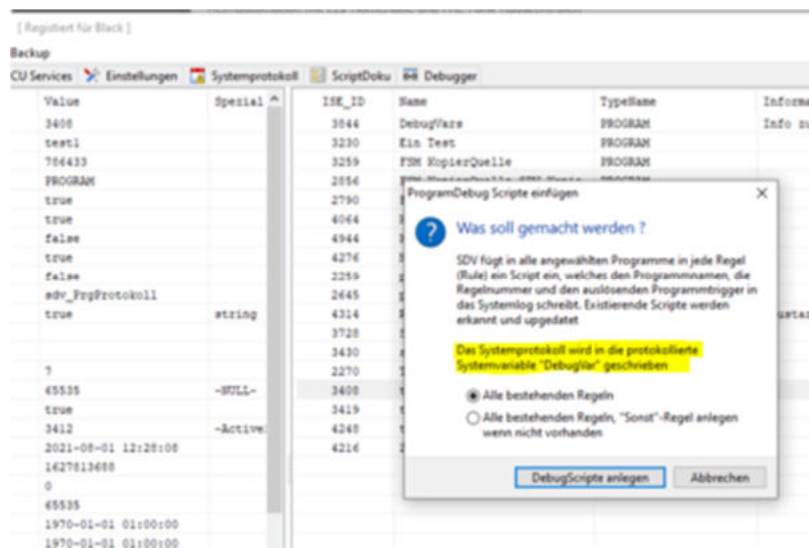 [ Registiert für Black ]
Backup
CU Services Einstellungen Systemprotokoll ScriptDoku Debugger
Value Spezial ISE_ID Name TypeName
3408 3844 DebugVars PROGRAM Info
test1 3230 Ein Test PROGRAM
786433 3259 FSM KopierQuelle PROGRAM
PROGRAM 2856
true 2790
true 4064
false 4944
true 4276
false 2259
sdv_PrgProtokoll 2645
true string 4314
3728
3430
7 2270
65535 -NULL- 3408
true 3419
3412 4248
2021-08-01 12:28:08 4216
1627813688
0
65535
1970-01-01 01:00:00
1970-01-01 01:00:00
ProgramDebug Scripte einfügen
Was soll gemacht werden ?
SDV fügt in alle angewählten Programme in jede Regel
(Rule) ein Script ein, welches den Programmnamen, die
Regelnummer und den auslösenden Programmtrigger in
das Systemlog schreibt. Existierende Scripte werden
erkannt und upgedatet
Das Systemprotokoll wird in die protokollierte
Systemvariable "DebugVar" geschrieben
Alle bestehenden Regeln
Alle bestehenden Regeln, "Sonst"-Regel anlegen
wenn nicht vorhanden
DebugScripte anlegen Abbrechen